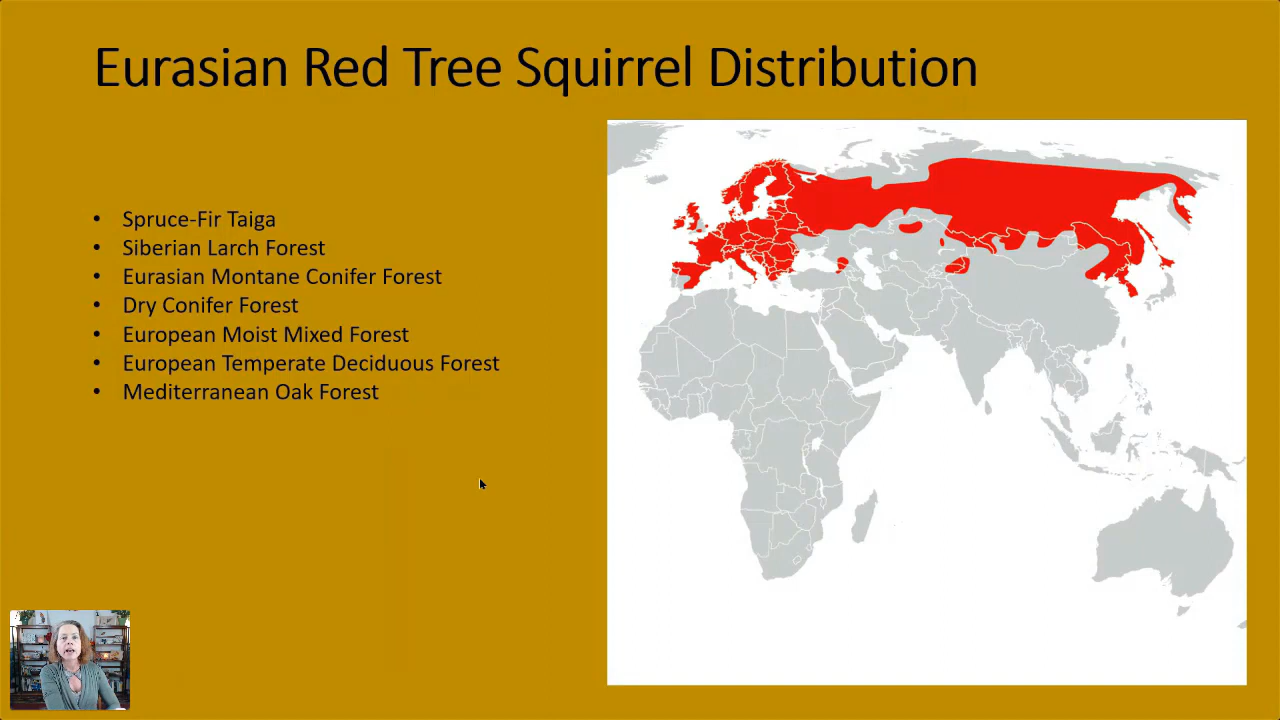 Eurasian Red Tree Squirrel Distribution
• Spruce-Fir Taiga
• Siberian Larch Forest
• Eurasian Montane Conifer Forest
• Dry Conifer Forest
• European Moist Mixed Forest
• European Temperate Deciduous Forest
• Mediterranean Oak Forest